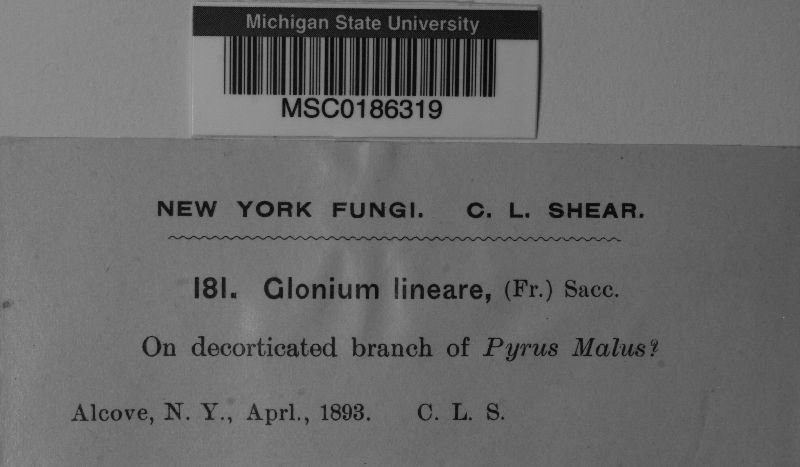 Michigan State University
MSC0186319
NEW YORK FUNGI. C. L. SHEAR.
181. Glonium lineare, (Fr.) Sacc.
On decorticated branch of Pyrus Malus?
Alcove, N. Y., Aprl., 1893. C. L. S.